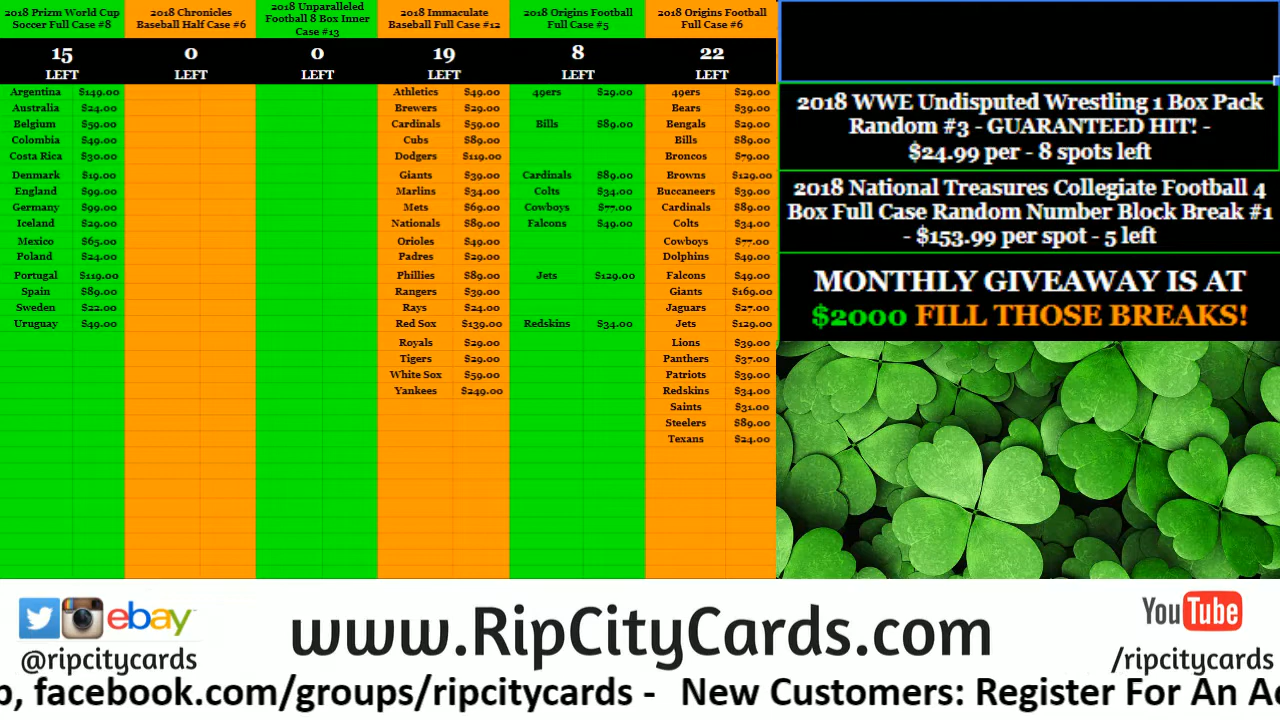 2018 Prizm World Cup
Soccer Full Case #8
15
LEFT
Argentina $149.00
Australia $24.00
Belgium $59.00
Colombia $49.00
Costa Rica $30.00
Denmark $19.00
England $99.00
Germany $99.00
Iceland $29.00
Mexico $65.00
Poland $24.00
Portugal $119.00
Spain $89.00
Sweden $22.00
Uruguay $49.00
2018 Chronicles
Baseball Half Case #6
0
LEFT
2018 Unparalleled
Football 8 Box Inner
Case #13
0
LEFT
2018 Immaculate
Baseball Full Case #12
19
LEFT
Athletics $49.00
Brewers $29.00
Cardinals $59.00
Cubs $89.00
Dodgers $119.00
Giants $39.00
Marlins $34.00
Mets $69.00
Nationals $89.00
Orioles $49.00
Padres $29.00
Phillies $89.00
Rangers $39.00
Rays $24.00
Red Sox $139.00
Royals $29.00
Tigers $29.00
White Sox $59.00
Yankees $249.00
2018 Origins Football
Full Case #5
8
LEFT
49ers $29.00
Bills $89.00
Cardinals $89.00
Colts $34.00
Cowboys $77.00
Falcons $49.00
Jets $129.00
Redskins $34.00
2018 Origins Football
Full Case #6
22
LEFT
49ers $29.00
Bears $39.00
Bengals $29.00
Bills $89.00
Broncos $79.00
Browns $129.00
Buccaneers $39.00
Cardinals $89.00
Colts $34.00
Cowboys $77.00
Dolphins $49.00
Falcons $49.00
Giants $169.00
Jaguars $27.00
Jets $129.00
Lions $39.00
Panthers $37.00
Patriots $39.00
Redskins $34.00
Saints $31.00
Steelers $89.00
Texans $24.00
2018 WWE Undisputed Wrestling 1 Box Pack
Random #3 - GUARANTEED HIT! -
$24.99 per - 8 spots left
2018 National Treasures Collegiate Football 4
Box Full Case Random Number Block Break #1
- $153.99 per spot - 5 left
MONTHLY GIVEAWAY IS AT
$2000 FILL THOSE BREAKS!
ebay
@ripcitycards
www.RipCityCards.com
YouTube
/ripcitycards
p, facebook.com/groups/ripcitycards - New Customers: Register For An Ac